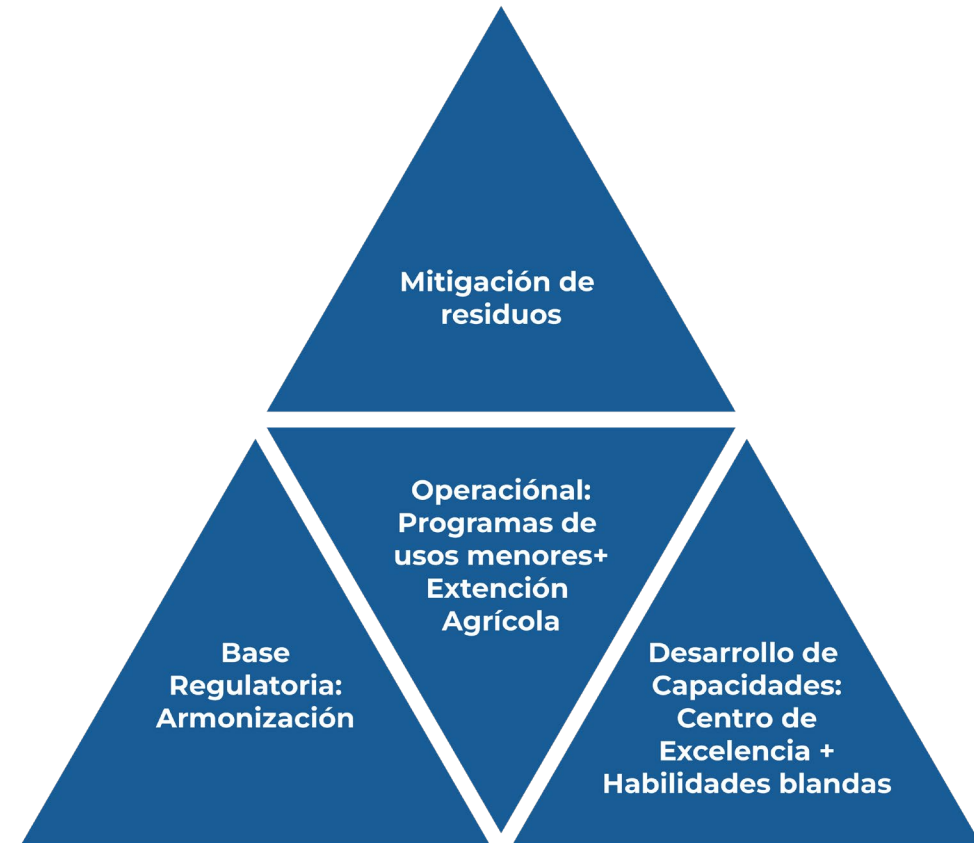 Mitigación de
residuos
Operaciónal:
Programas de
usos menores+
Extención
Agrícola
Base
Regulatoria:
Armonización
Desarrollo de
Capacidades:
Centro de
Excelencia +
Habilidades blandas